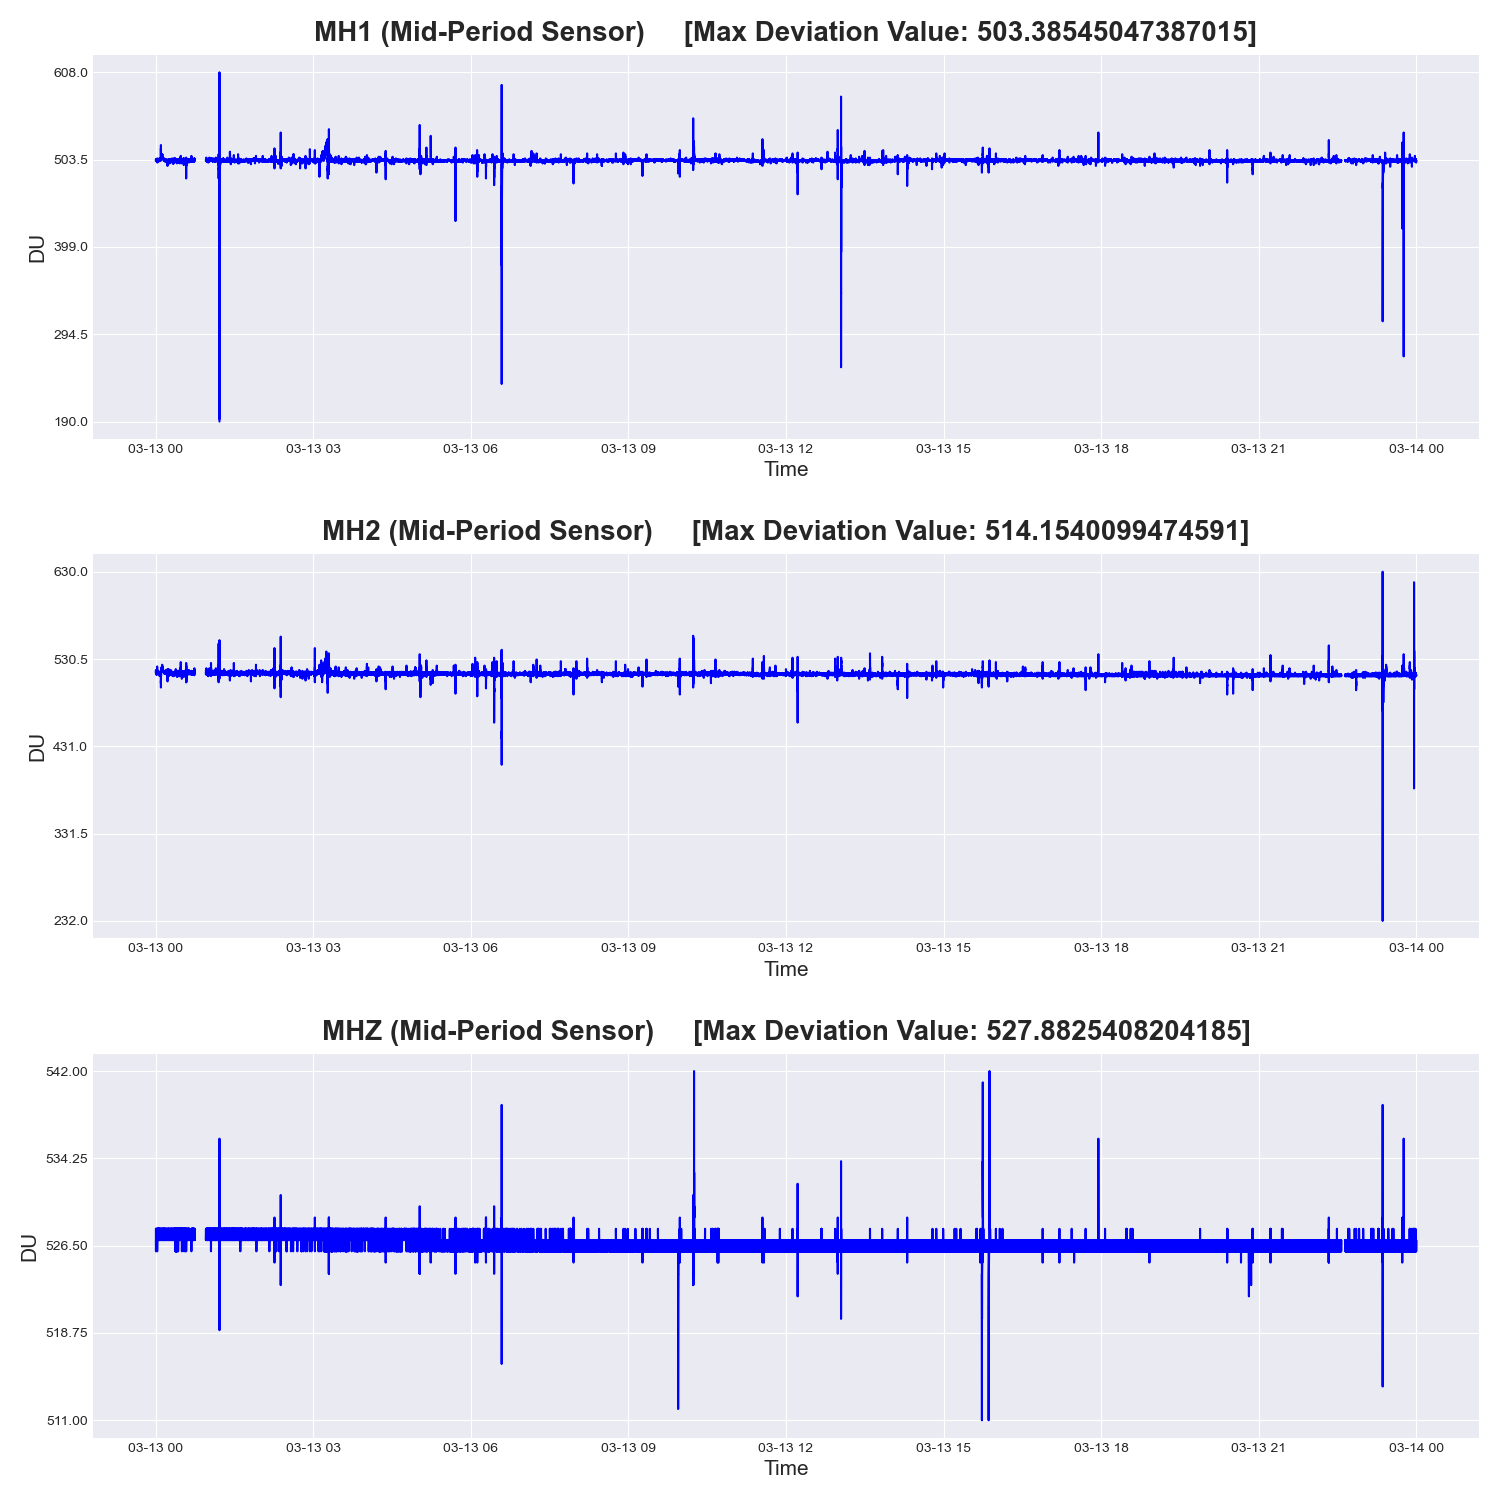 MH1 (Mid-Period Sensor) [Max Deviation Value: 503.38545047387015]
608.0
503.5
399.0
294.5
190.0
DU
03-13 00 03-13 03 03-13 06 03-13 09 03-13 12 03-13 15 03-13 18 03-13 21 03-14 00
Time
MH2 (Mid-Period Sensor) [Max Deviation Value: 514.1540099474591]
630.0
530.5
431.0
331.5
232.0
DU
03-13 00 03-13 03 03-13 06 03-13 09 03-13 12 03-13 15 03-13 18 03-13 21 03-14 00
Time
MHZ (Mid-Period Sensor) [Max Deviation Value: 527.8825408204185]
542.00
534.25
526.50
518.75
511.00
DU
03-13 00 03-13 03 03-13 06 03-13 09 03-13 12 03-13 15 03-13 18 03-13 21 03-14 00
Time